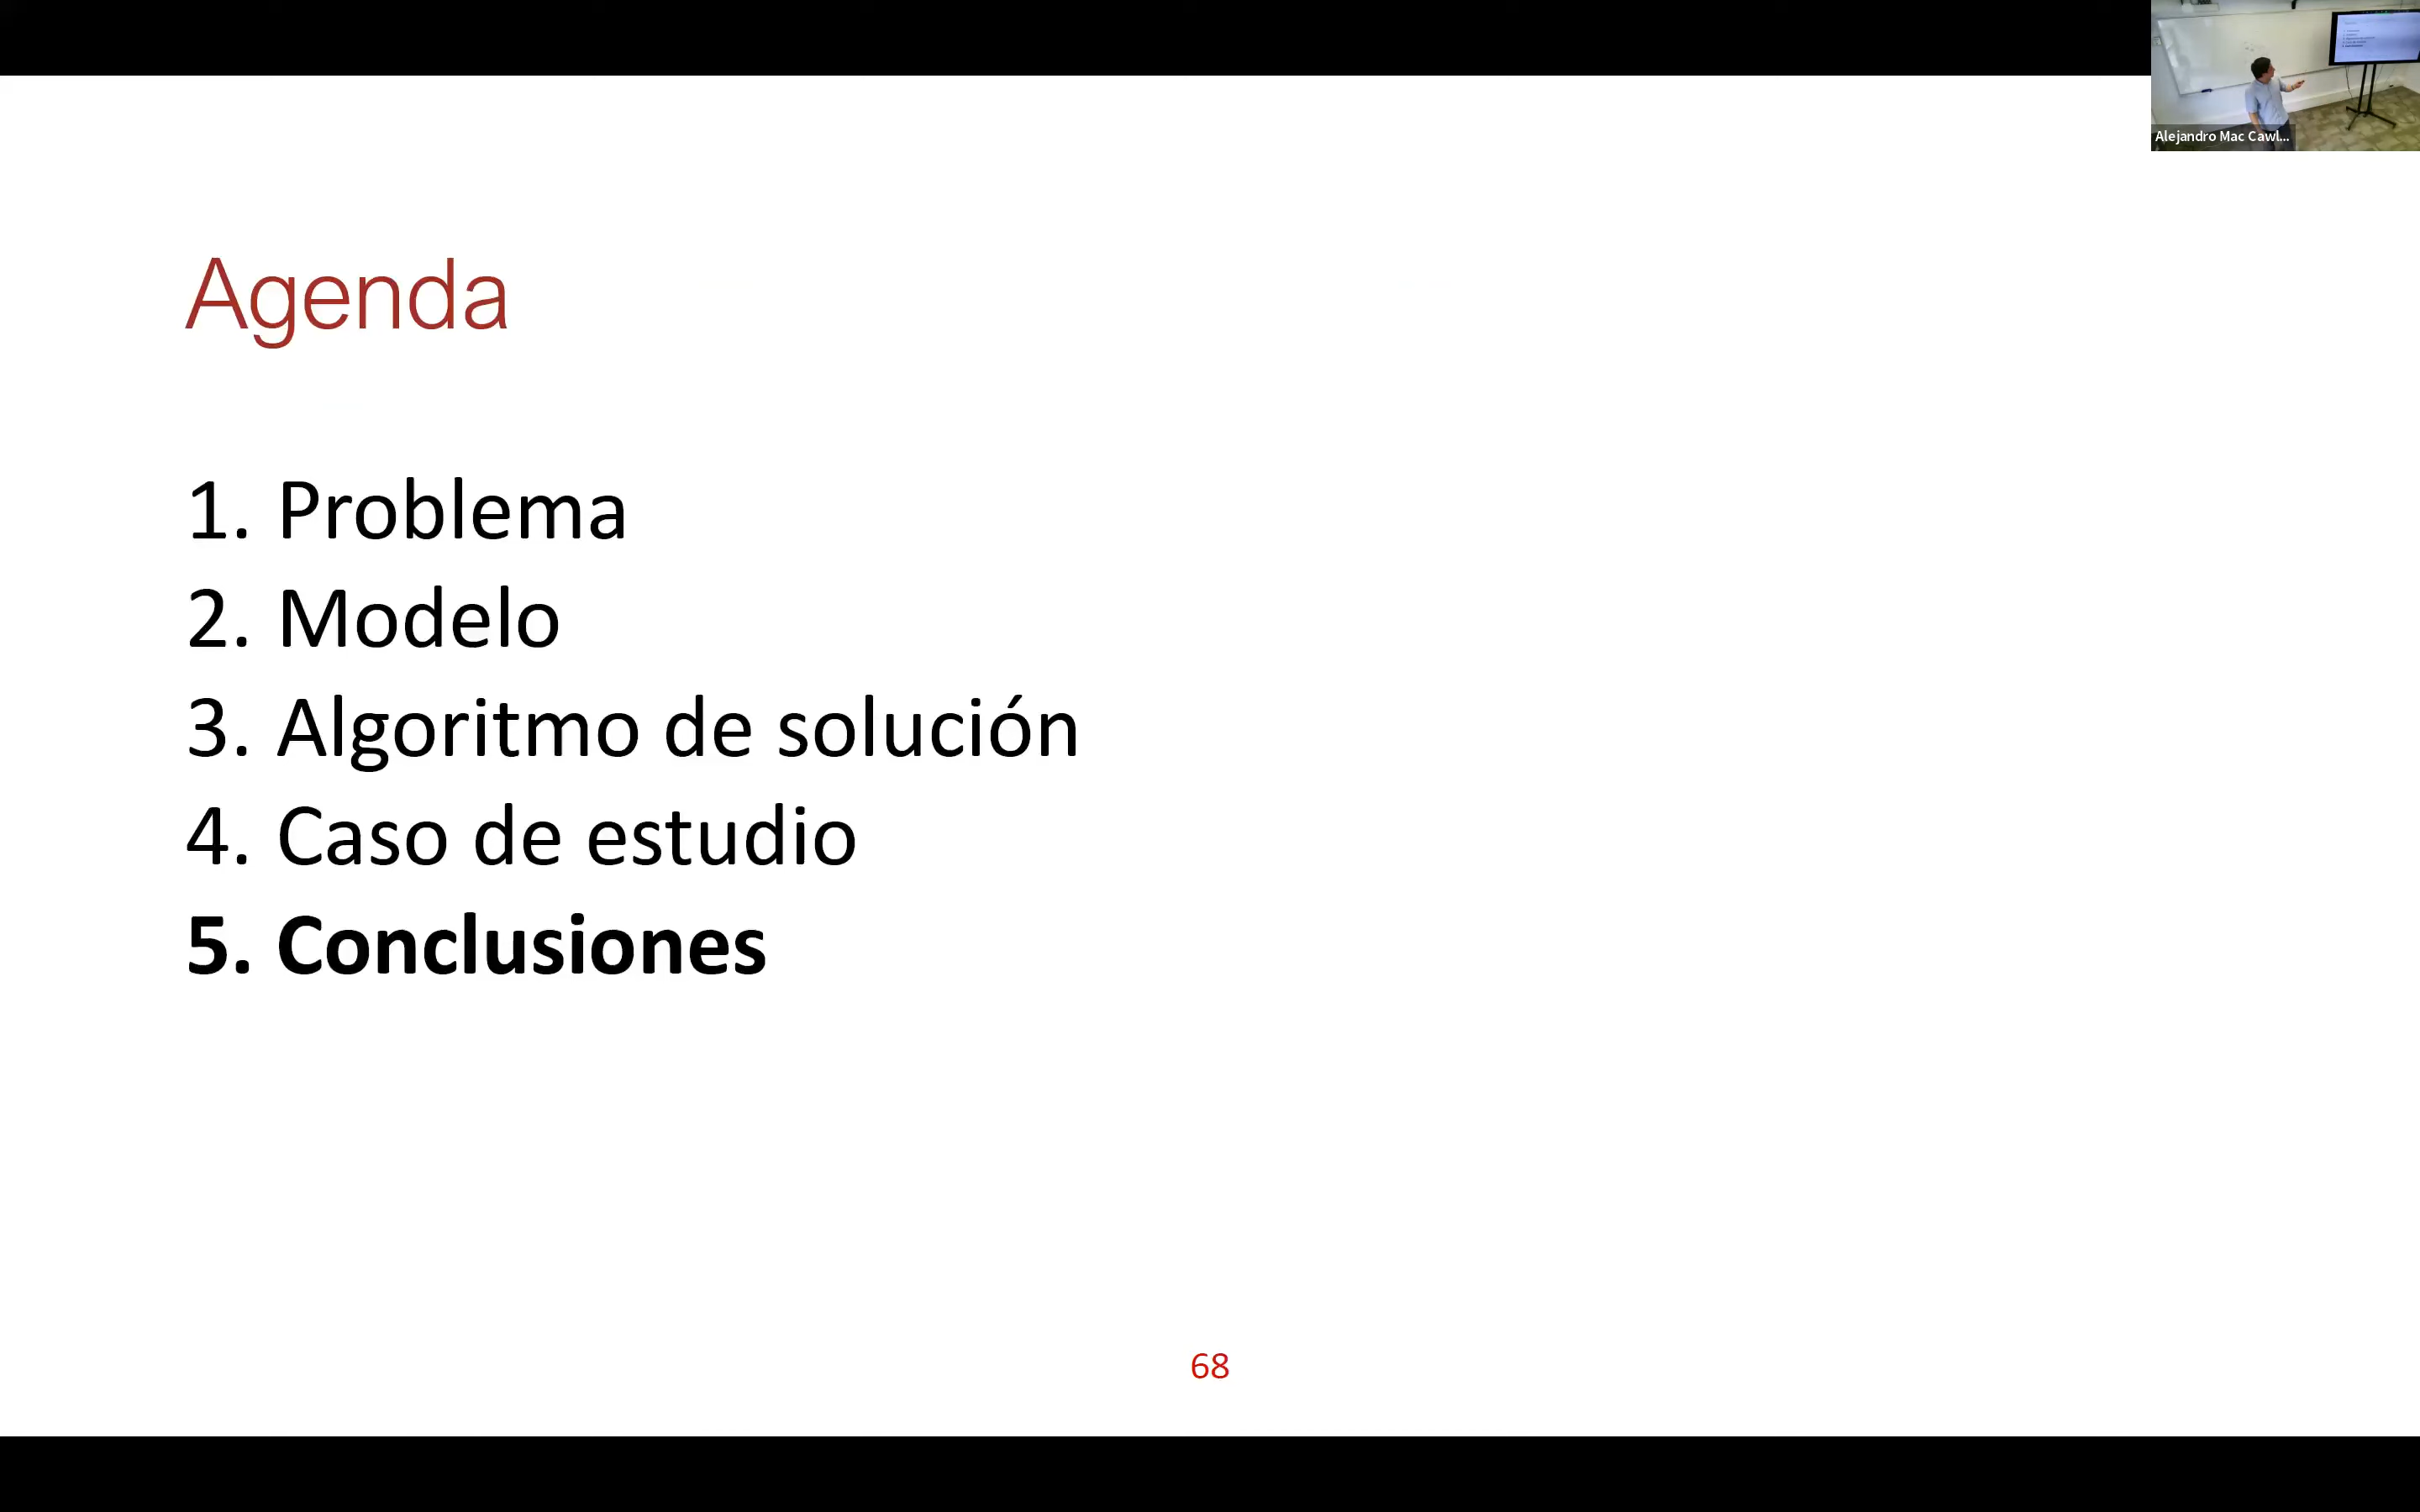 Alejandro Mac Cawl...
Agenda
1. Problema
2. Modelo
3. Algoritmo de solución
4. Caso de estudio
5. Conclusiones
68